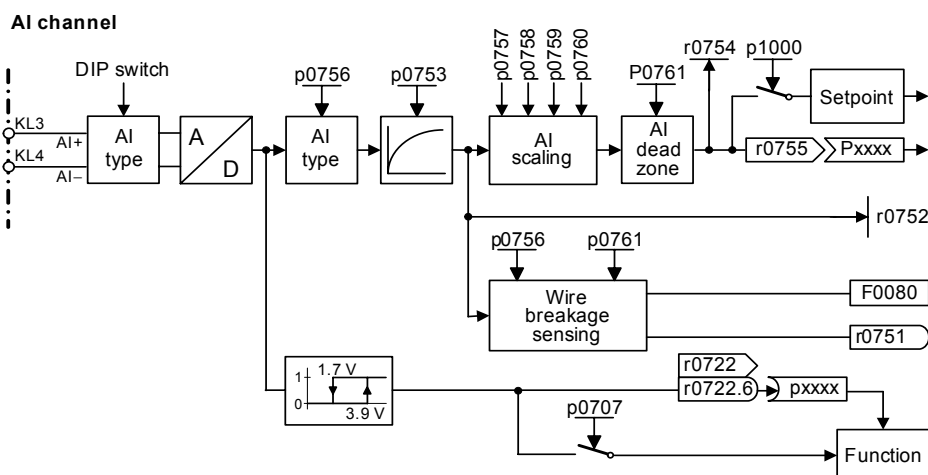 AI channel
DIP switch
KL3
AI+
KL4
AI–
AI
type
A
D
p0756
AI
type
p0753
p0757
p0758
p0759
p0760
AI
scaling
P0761
AI
dead
zone
r0754
p1000
Setpoint
r0755
Pxxxx
r0752
p0756
p0761
Wire
breakage
sensing
F0080
r0751
1
0
1.7 V
3.9 V
r0722
r0722.6
pxxxx
p0707
Function